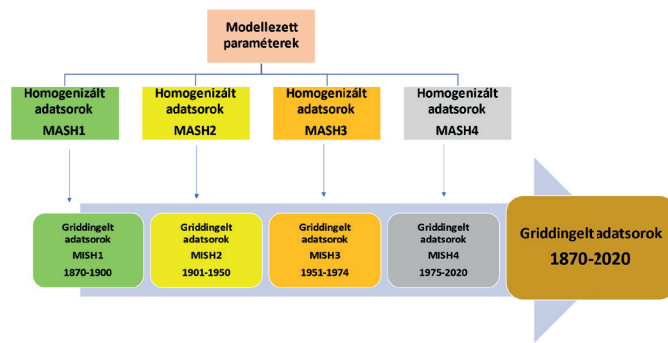 Modellezett
paraméterek
Homogenizált
adatsorok
MASH1
Homogenizált
adatsorok
MASH2
Homogenizált
adatsorok
MASH3
Homogenizált
adatsorok
MASH4
Griddingelt
adatsorok
MISH1
1870-1900
Griddingelt
adatsorok
MISH2
1901-1950
Griddingelt
adatsorok
MISH3
1951-1974
Griddingelt
adatsorok
MISH4
1975-2020
Griddingelt adatsorok
1870-2020